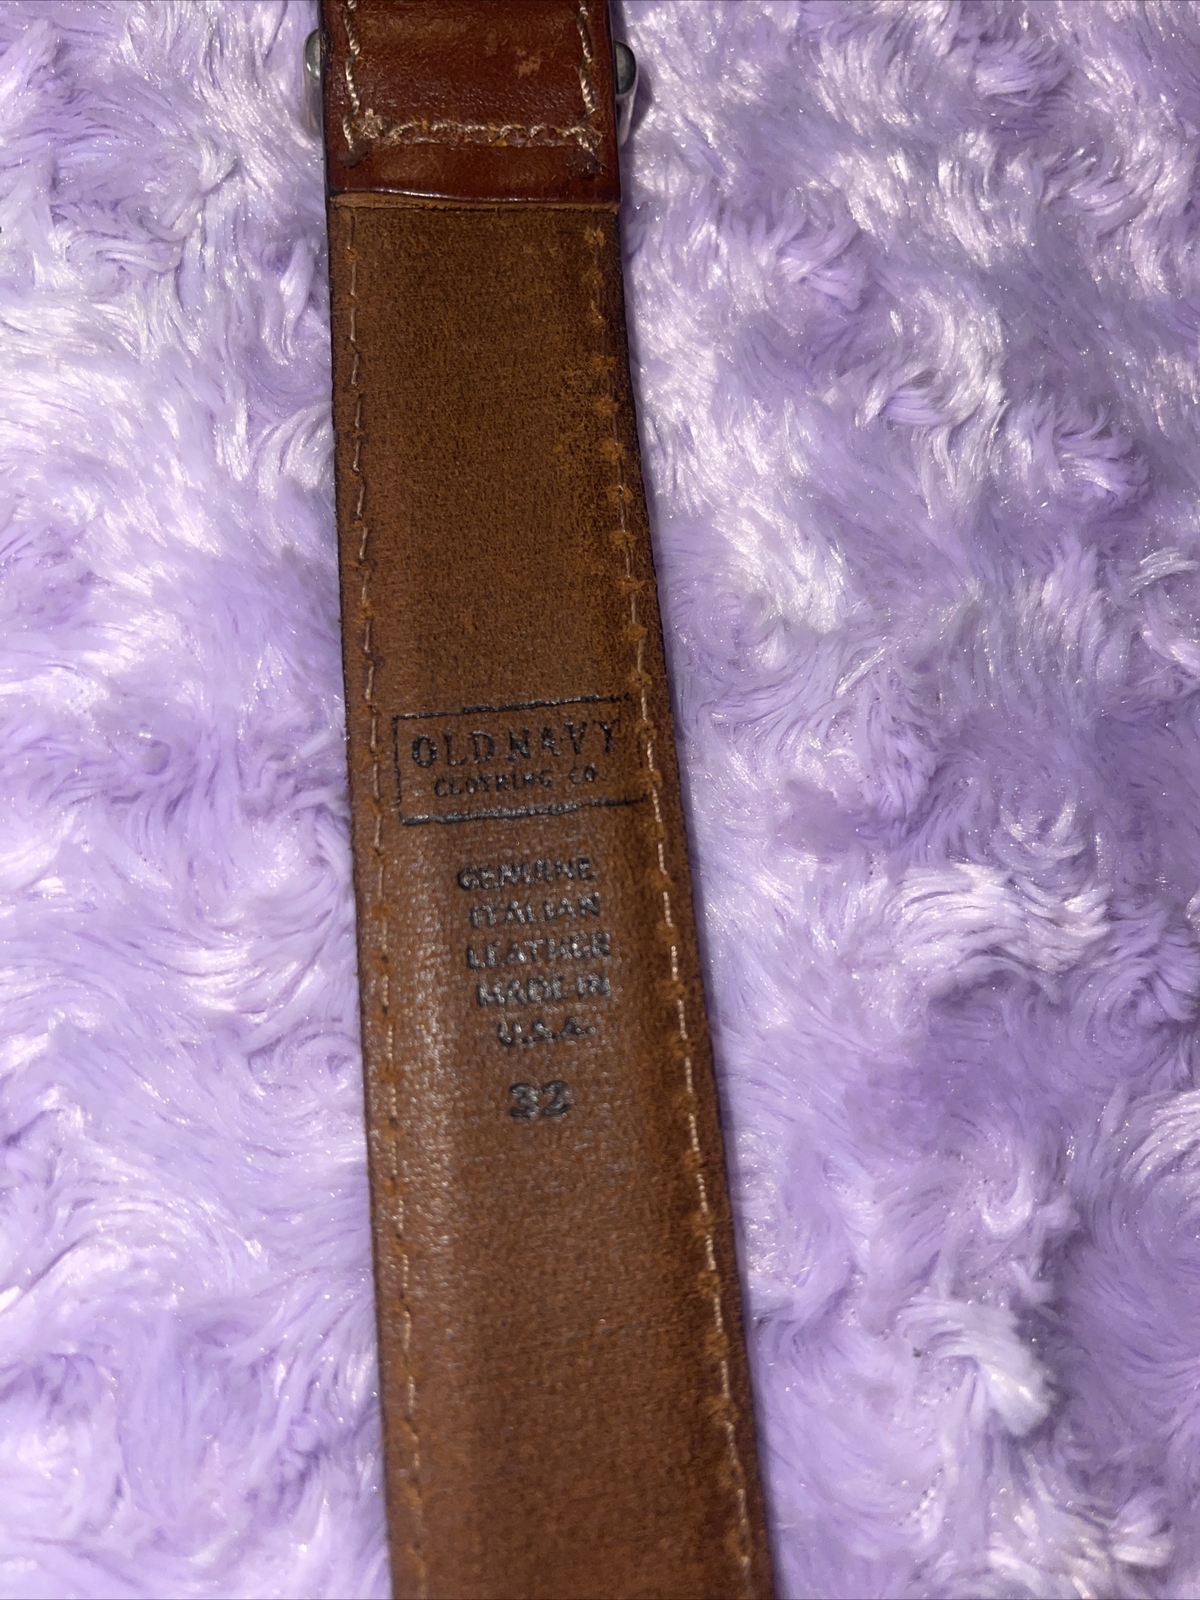 OLD NAVY
CLOTHING CO.
GENUINE
ITALIAN
LEATHER
MADE IN
U.S.A.
32